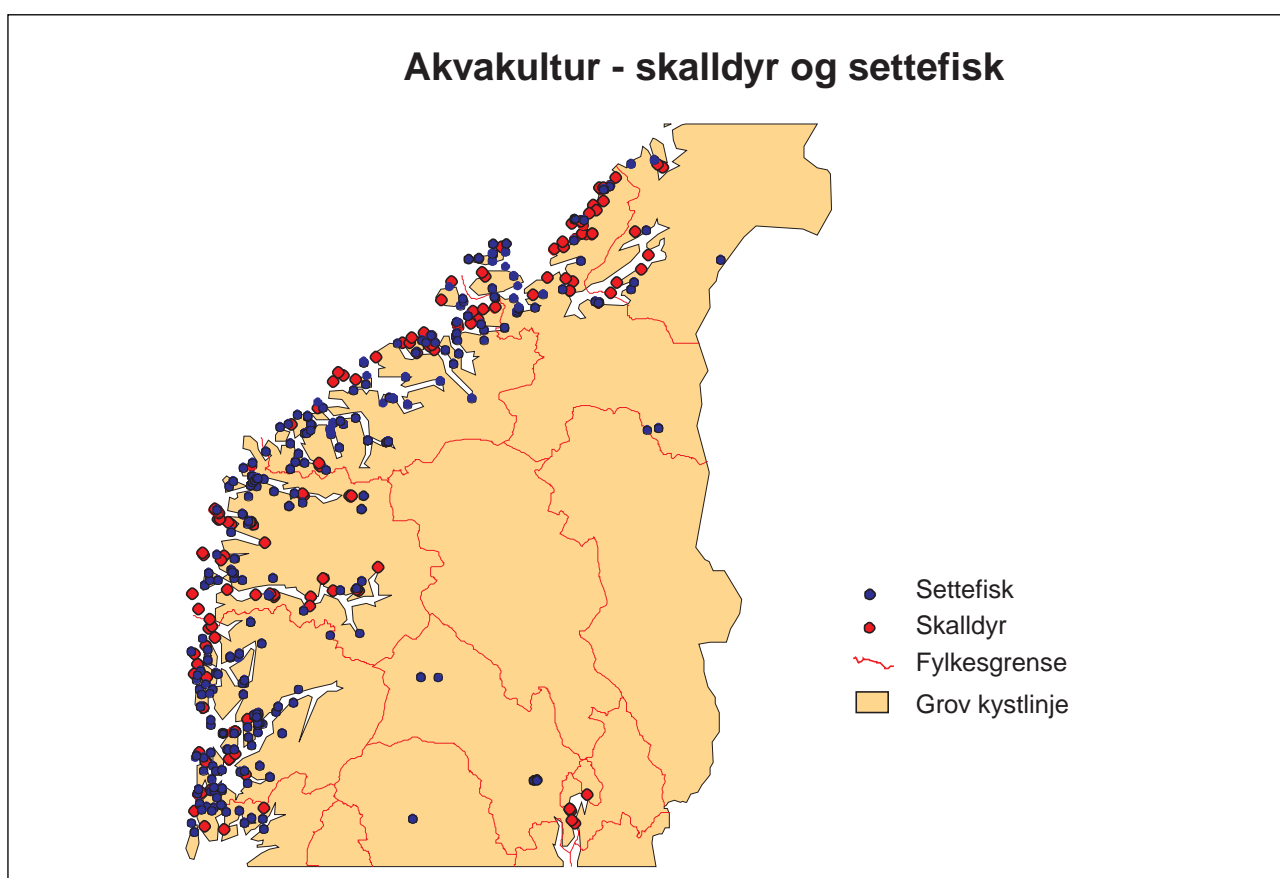 Akvakultur - skalldyr og settefisk
Settefisk
Skalldyr
Fylkesgrense
Grov kystlinje